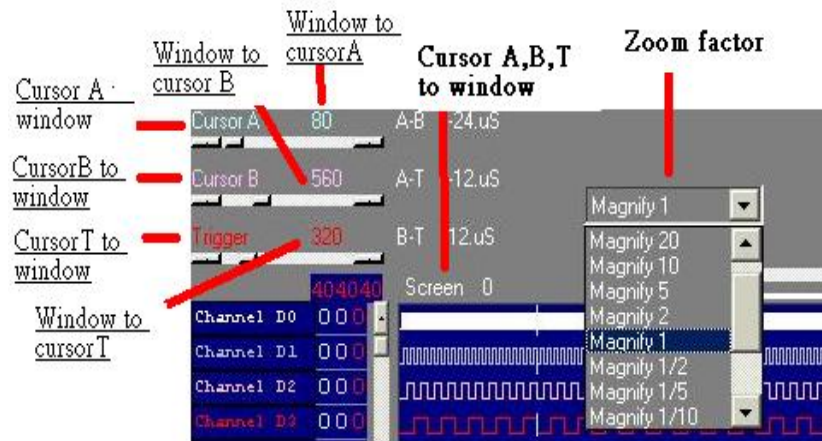 Window to
cursorA
Window to
cursor B
Cursor A,B,T
to window
Zoom factor
Cursor A
window
Cursor A 80 A-B -24.uS
CursorB to
window
Cursor B 560 A-T -12.uS
CursorT to
window
Trigger 320 B-T 12.uS
Magnify 1
Magnify 20
Magnify 10
Magnify 5
Magnify 2
Magnify 1
Magnify 1/2
Magnify 1/5
Magnify 1/10
404040 Screen 0
Window to
cursorT
Channel D0 000
Channel D1 000
Channel D2 000
Channel D3 000